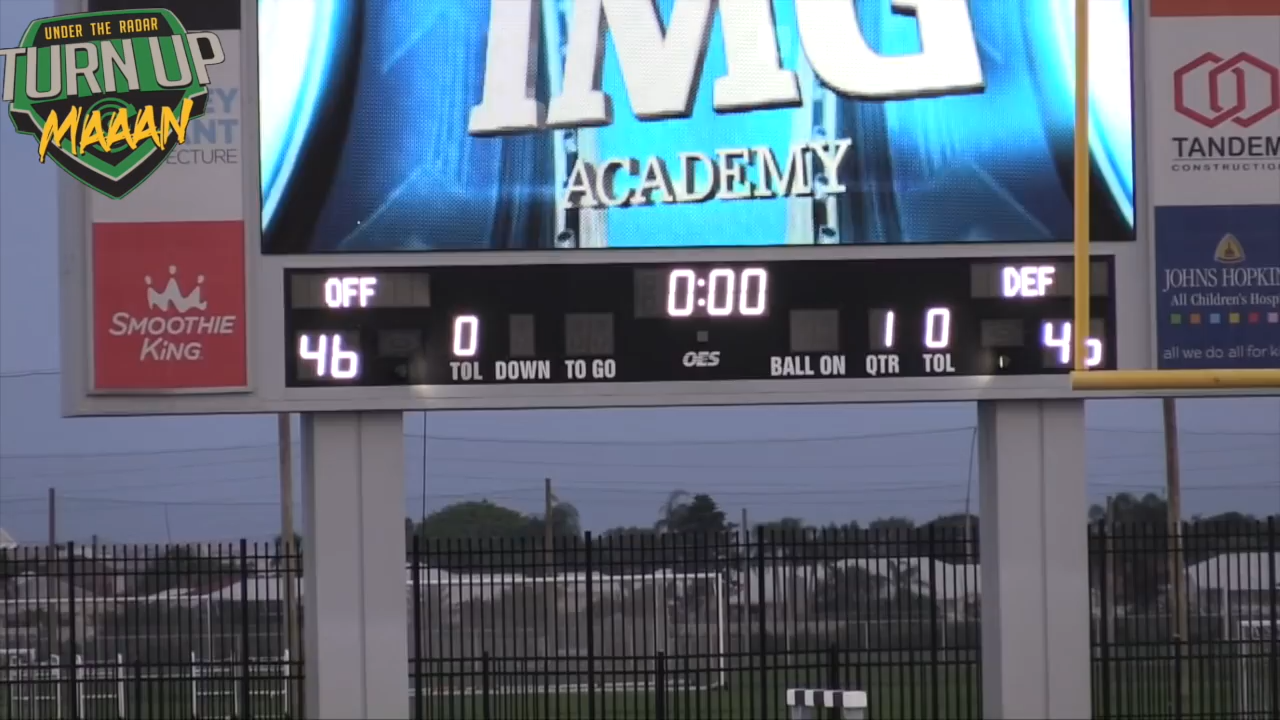 UNDER THE RADAR
TURN UP
MAAAN
ECTURE
IMG
ACADEMY
TANDEM
CONSTRUCTIO
SMOOTHIE
KING
JOHNS HOPKIN
All Children's Hosp
all we do all for k
OFF
0:00
DEF
46
0
1
0
TOL
DOWN
TO GO
OES
BALL ON
QTR
TOL